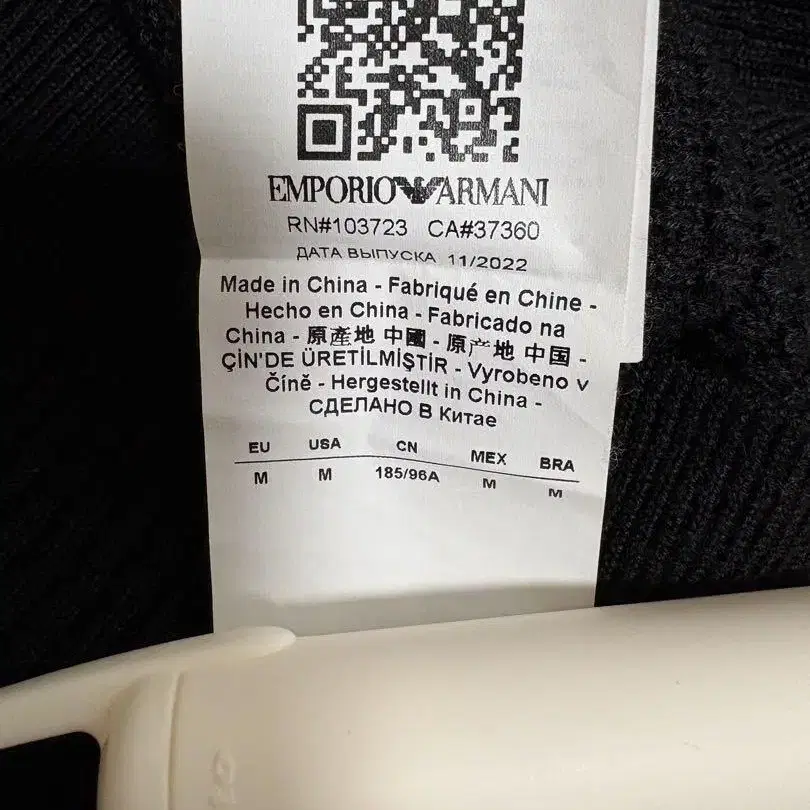 EMPORIO ARMANI
RN#103723 CA#37360
ДАТА ВЫПУСКА 11/2022
Made in China - Fabriqué en Chine -
Hecho en China - Fabricado na
China - 原產地 中國 - 原产地 中国 -
ÇİN'DE ÜRETİLMİŞTİR - Vyrobeno v
Číně - Hergestellt in China -
СДЕЛАНО В Китае
EU USA CN MEX BRA
M M 185/96A M M